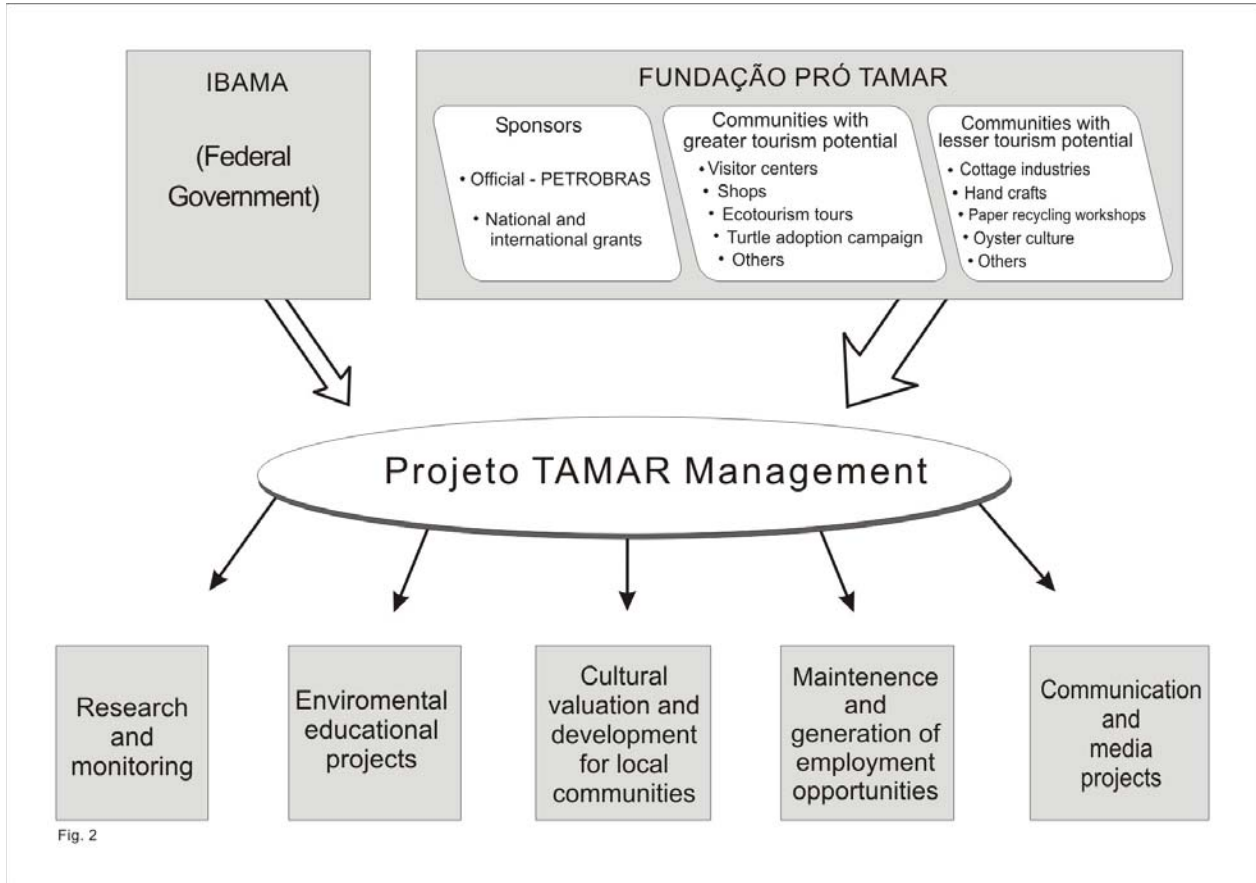 IBAMA
(Federal
Government)
FUNDAÇÃO PRÓ TAMAR
Sponsors
• Official - PETROBRAS
• National and
international grants
Communities with
greater tourism potential
• Visitor centers
• Shops
• Ecotourism tours
• Turtle adoption campaign
• Others
Communities with
lesser tourism potential
• Cottage industries
• Hand crafts
• Paper recycling workshops
• Oyster culture
• Others
Projeto TAMAR Management
Research
and
monitoring
Enviromental
educational
projects
Cultural
valuation and
development
for local
communities
Maintenence
and
generation of
employment
opportunities
Communication
and
media
projects
Fig. 2